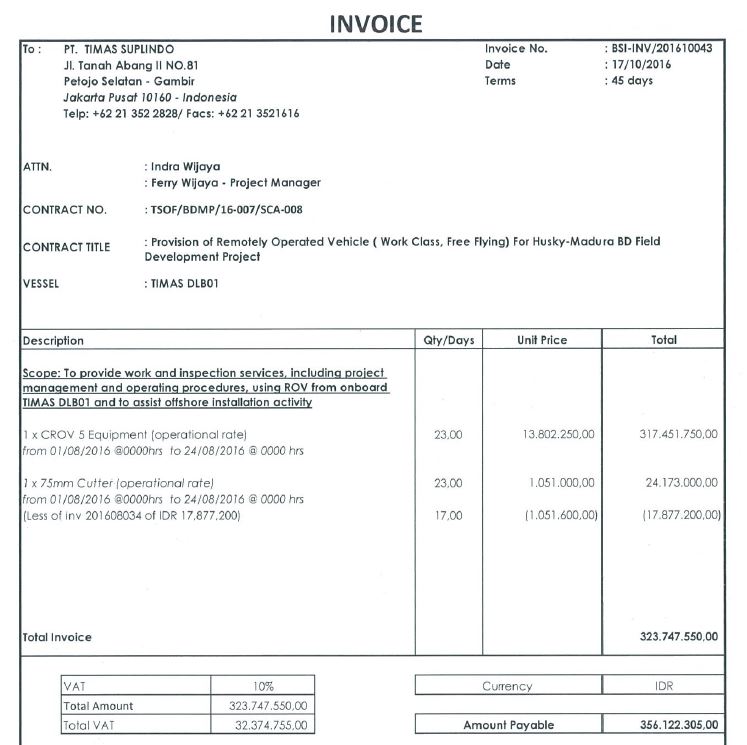 INVOICE
To : PT. TIMAS SUPLINDO Invoice No. : BSI-INV/201610043
Jl. Tanah Abang II NO.81 Date : 17/10/2016
Petojo Selatan - Gambir Terms : 45 days
Jakarta Pusat 10160 - Indonesia
Telp: +62 21 352 2828/ Facs: +62 21 3521616
ATTN. : Indra Wijaya
: Ferry Wijaya - Project Manager
CONTRACT NO. : TSOF/BDMP/16-007/SCA-008
CONTRACT TITLE : Provision of Remotely Operated Vehicle ( Work Class, Free Flying) For Husky-Madura BD Field
Development Project
VESSEL : TIMAS DLB01
Description Qty/Days Unit Price Total
Scope: To provide work and inspection services, including project
management and operating procedures, using ROV from onboard
TIMAS DLB01 and to assist offshore installation activity
1 x CROV 5 Equipment (operational rate) 23,00 13.802.250,00 317.451.750,00
from 01/08/2016 @0000hrs to 24/08/2016 @ 0000 hrs
1 x 75mm Cutter (operational rate) 23,00 1.051.000,00 24.173.000,00
from 01/08/2016 @0000hrs to 24/08/2016 @ 0000 hrs
(Less of inv 201608034 of IDR 17,877,200) 17,00 (1.051.600,00) (17.877.200,00)
Total Invoice 323.747.550,00
VAT 10% Currency IDR
Total Amount 323.747.550,00
Total VAT 32.374.755,00 Amount Payable 356.122.305,00